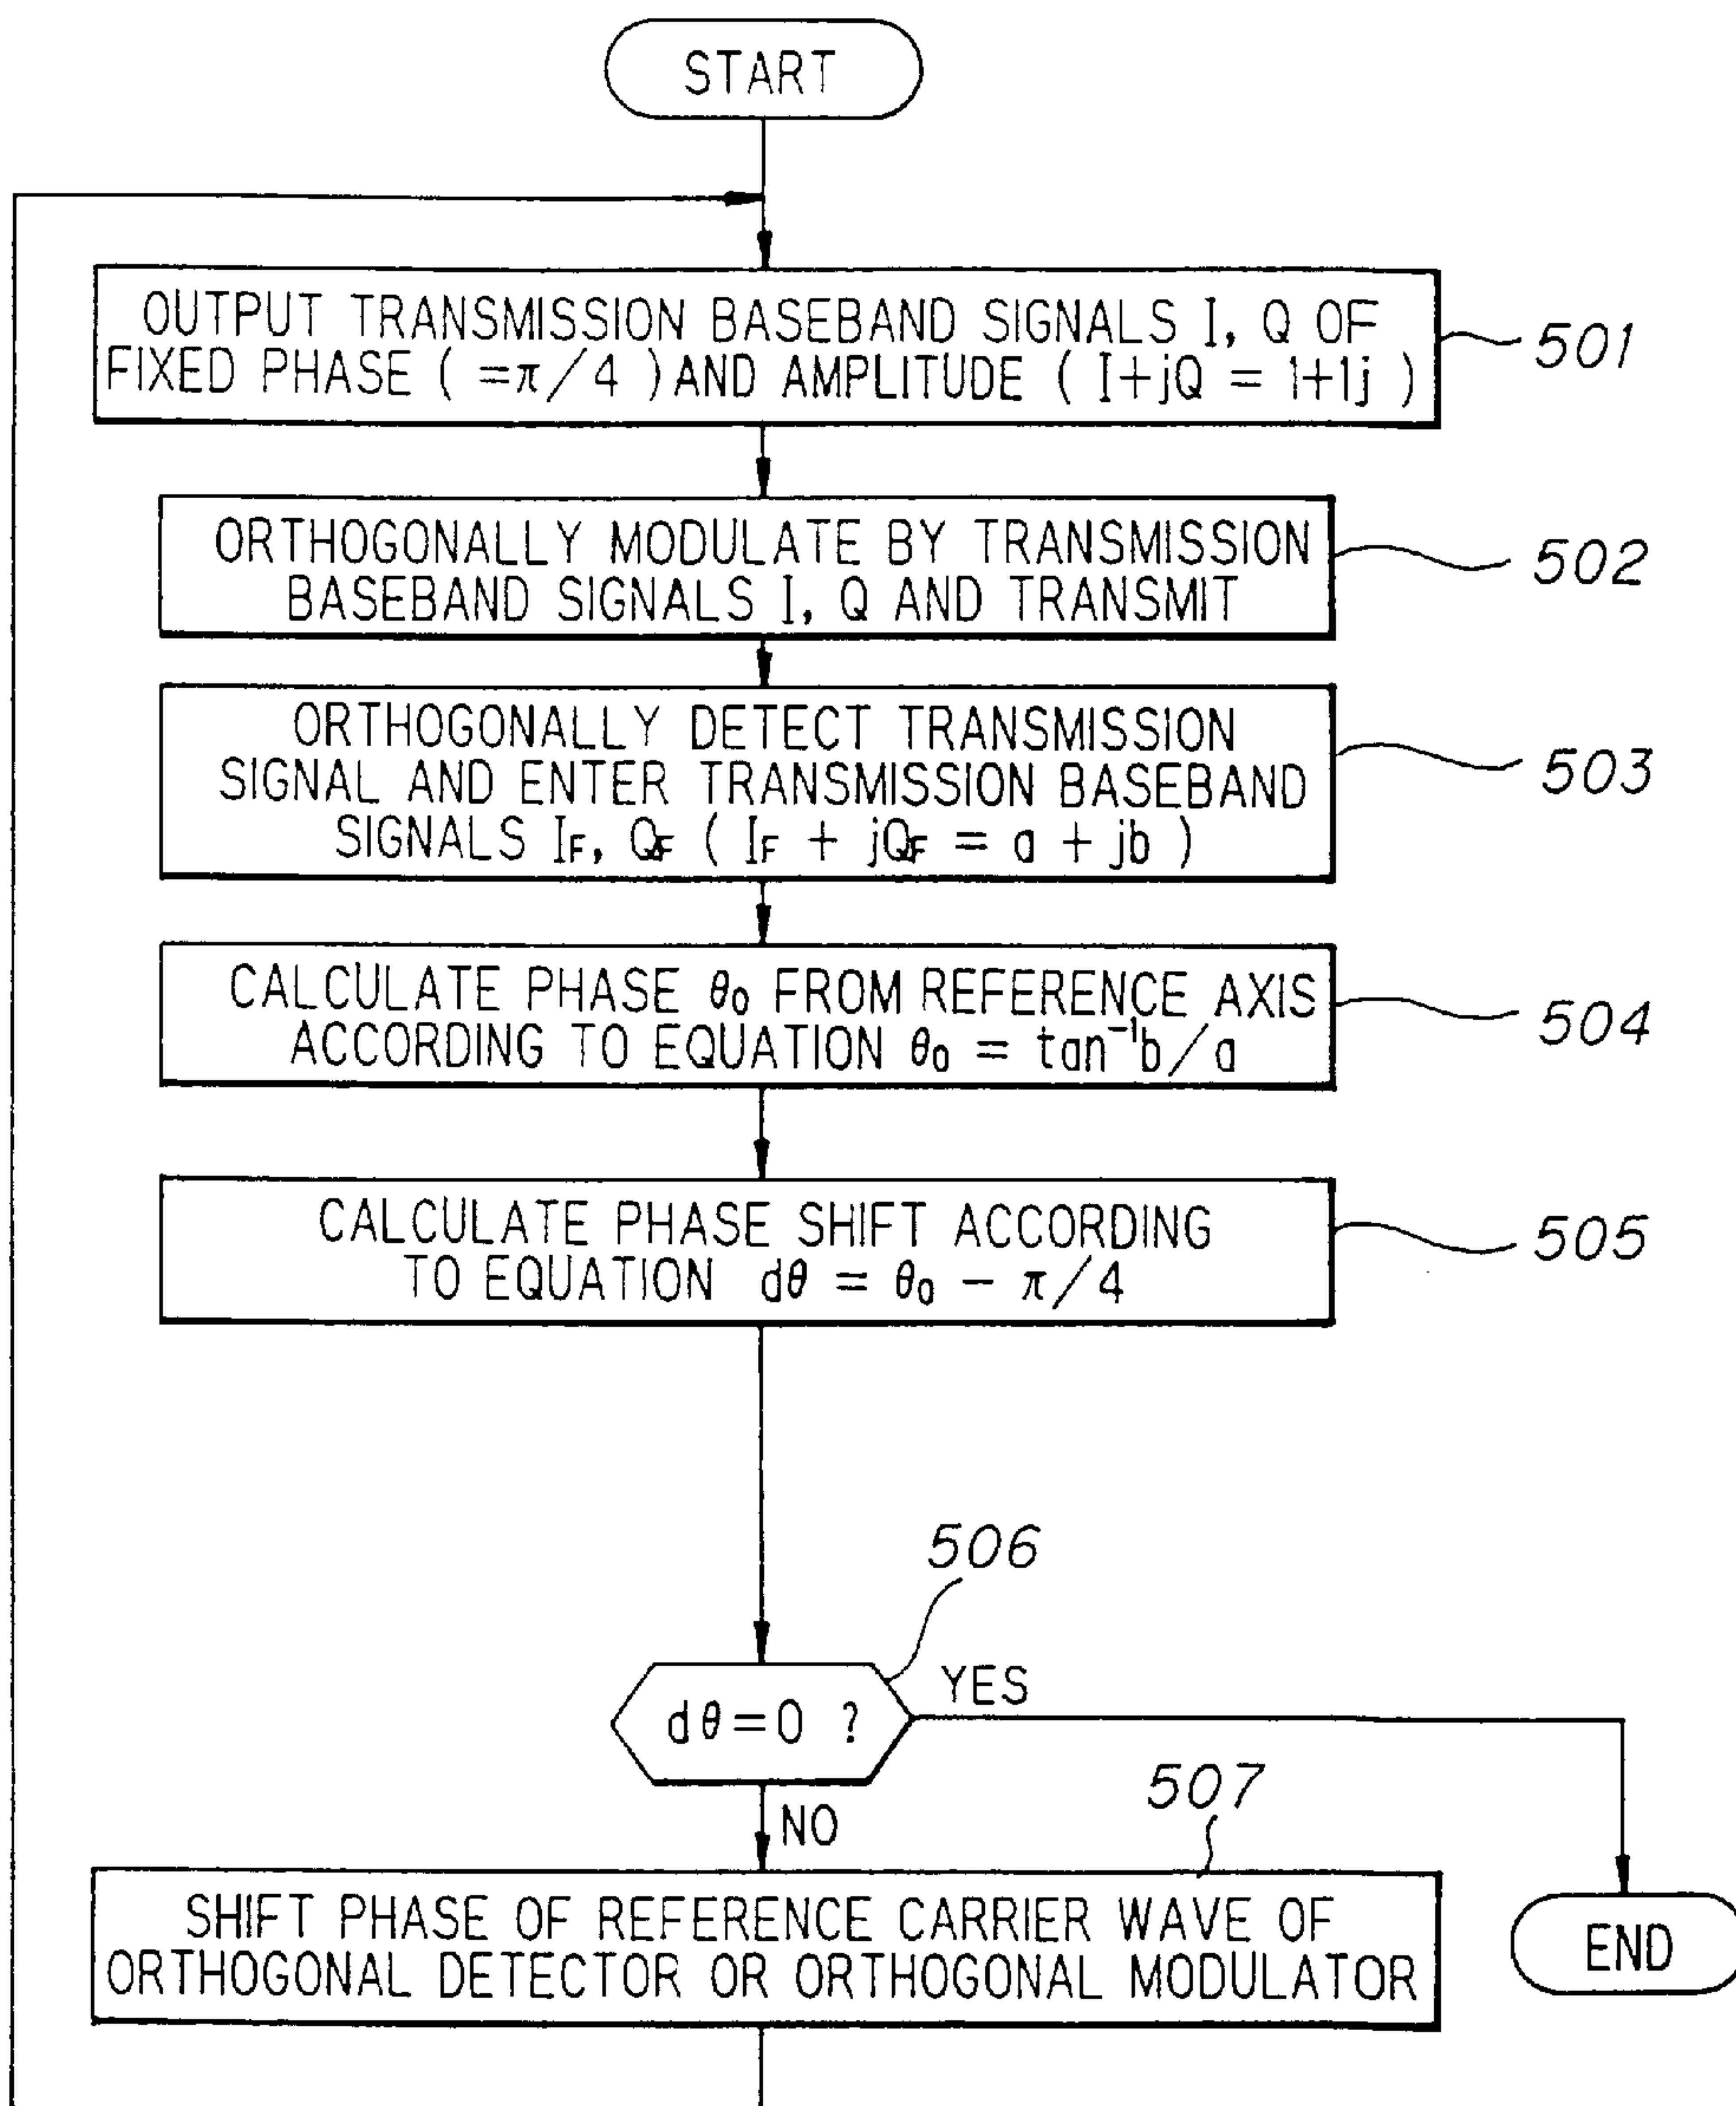 START
OUTPUT TRANSMISSION BASEBAND SIGNALS I, Q OF
FIXED PHASE ( =π/4 ) AND AMPLITUDE ( I+jQ = 1+1j )
501
ORTHOGONALLY MODULATE BY TRANSMISSION
BASEBAND SIGNALS I, Q AND TRANSMIT
502
ORTHOGONALLY DETECT TRANSMISSION
SIGNAL AND ENTER TRANSMISSION BASEBAND
SIGNALS IF, QF ( IF + jQF = a + jb )
503
CALCULATE PHASE θ0 FROM REFERENCE AXIS
ACCORDING TO EQUATION θ0 = tan⁻¹b/a
504
CALCULATE PHASE SHIFT ACCORDING
TO EQUATION dθ = θ0 − π/4
505
506
dθ=0 ?
YES
NO
507
SHIFT PHASE OF REFERENCE CARRIER WAVE OF
ORTHOGONAL DETECTOR OR ORTHOGONAL MODULATOR
END